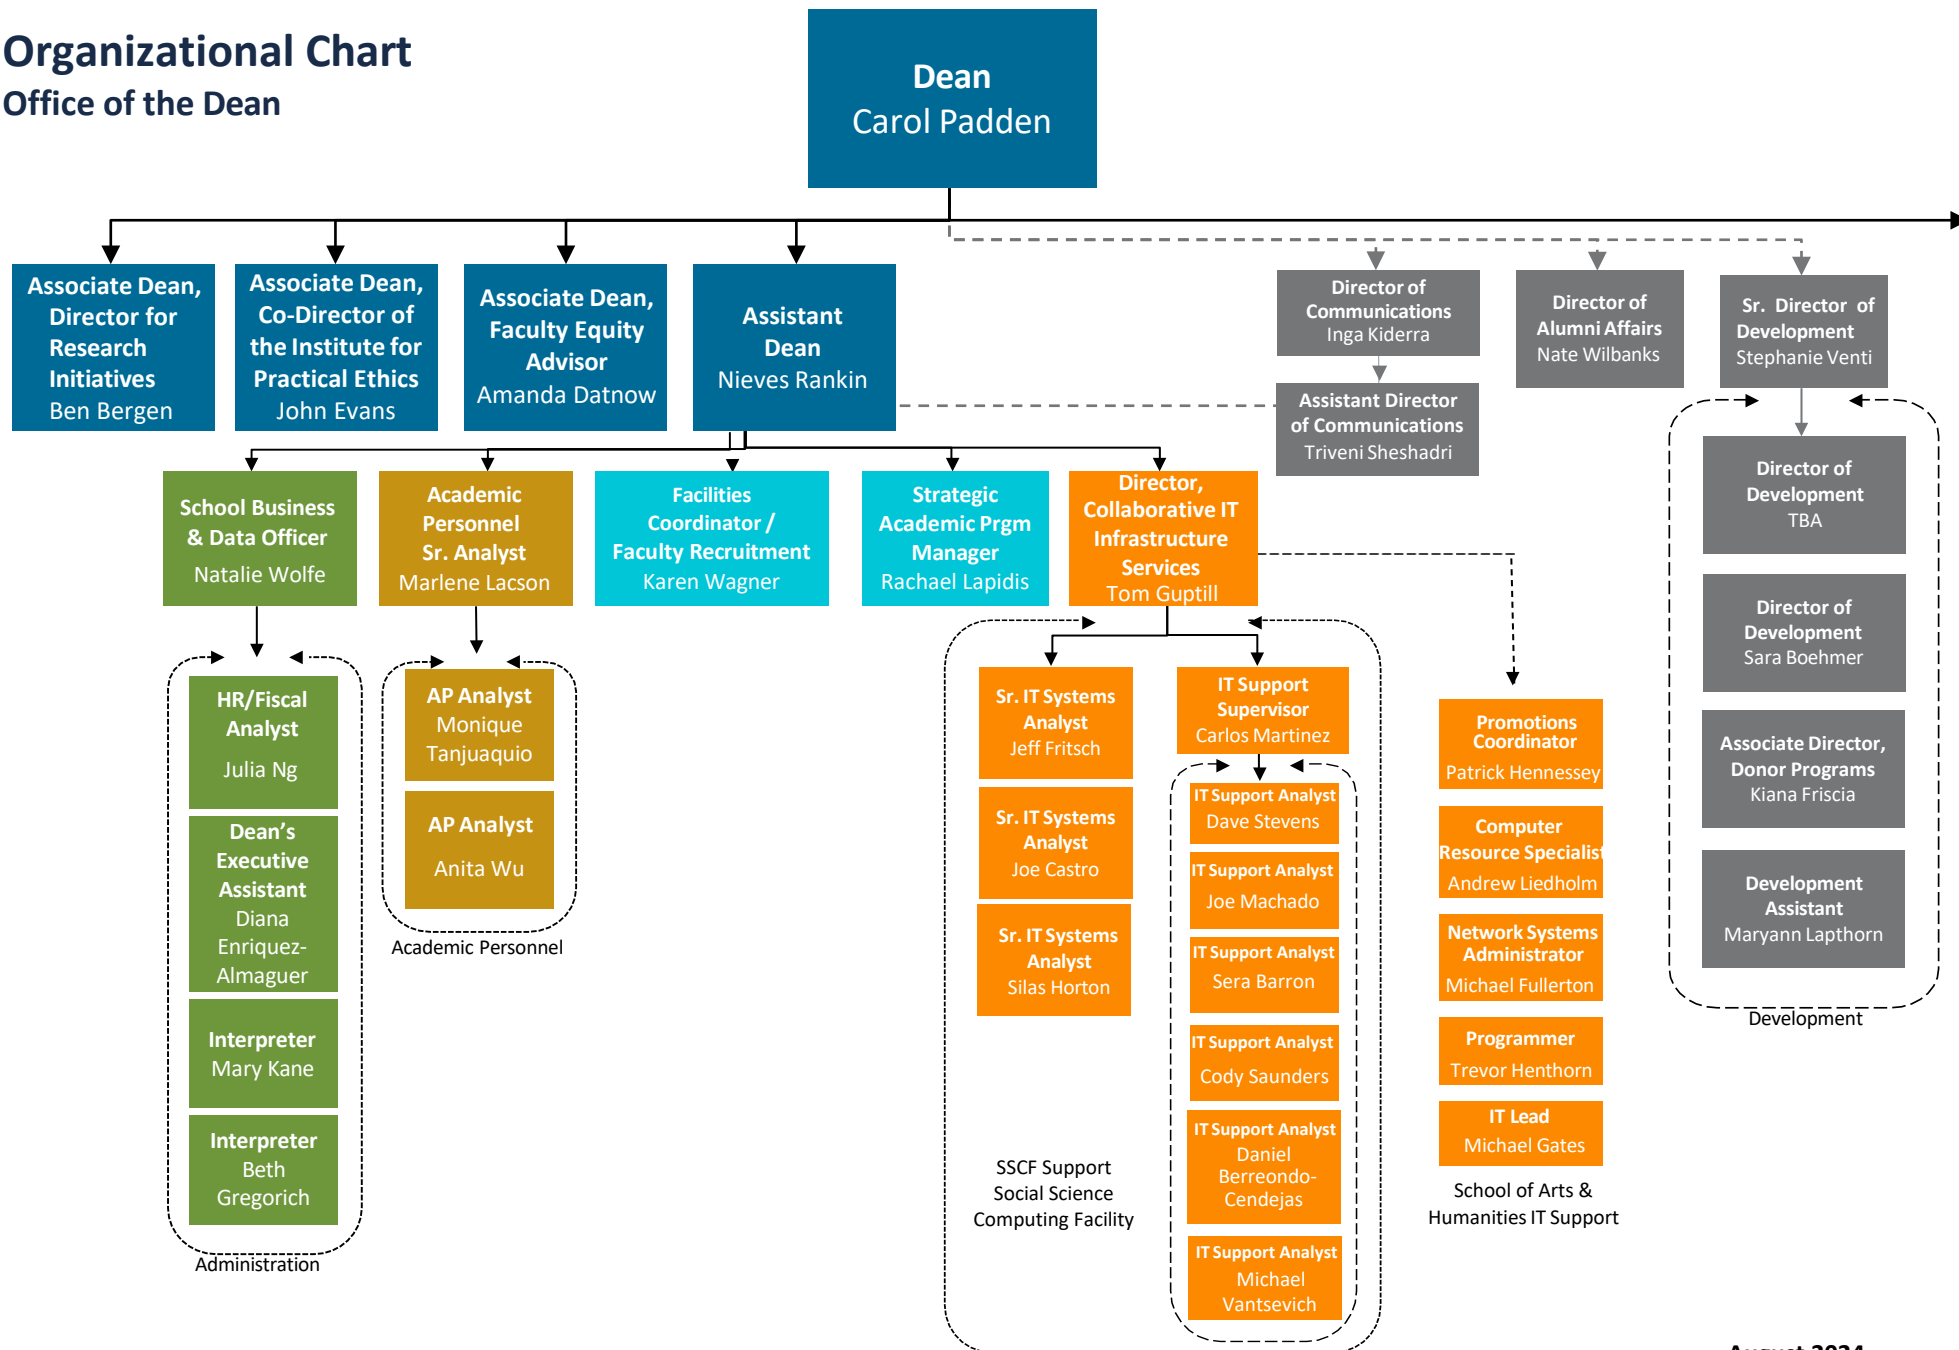 Organizational Chart
Office of the Dean
Dean
Carol Padden
Associate Dean,
Director for
Research
Initiatives
Ben Bergen
Associate Dean,
Co-Director of
the Institute for
Practical Ethics
John Evans
Associate Dean,
Faculty Equity
Advisor
Amanda Datnow
Assistant
Dean
Nieves Rankin
Director of
Communications
Inga Kiderra
Director of
Alumni Affairs
Nate Wilbanks
Sr. Director of
Development
Stephanie Venti
Assistant Director
of Communications
Triveni Sheshadri
School Business
& Data Officer
Natalie Wolfe
Academic
Personnel
Sr. Analyst
Marlene Lacson
Facilities
Coordinator /
Faculty Recruitment
Karen Wagner
Strategic
Academic Prgm
Manager
Rachael Lapidis
Director,
Collaborative IT
Infrastructure
Services
Tom Guptill
HR/Fiscal
Analyst
Julia Ng
Dean's
Executive
Assistant
Diana
Enriquez-
Almaguer
Interpreter
Mary Kane
Interpreter
Beth
Gregorich
Administration
AP Analyst
Monique
Tanjuaquio
AP Analyst
Anita Wu
Academic Personnel
Sr. IT Systems
Analyst
Jeff Fritsch
Sr. IT Systems
Analyst
Joe Castro
Sr. IT Systems
Analyst
Silas Horton
SSCF Support
Social Science
Computing Facility
IT Support
Supervisor
Carlos Martinez
IT Support Analyst
Dave Stevens
IT Support Analyst
Joe Machado
IT Support Analyst
Sera Barron
IT Support Analyst
Cody Saunders
IT Support Analyst
Daniel
Berreondo-
Cendejas
IT Support Analyst
Michael
Vantsevich
Promotions
Coordinator
Patrick Hennessey
Computer
Resource Specialist
Andrew Liedholm
Network Systems
Administrator
Michael Fullerton
Programmer
Trevor Henthorn
IT Lead
Michael Gates
School of Arts &
Humanities IT Support
Director of
Development
TBA
Director of
Development
Sara Boehmer
Associate Director,
Donor Programs
Kiana Friscia
Development
Assistant
Maryann Lapthorn
Development
August 2024